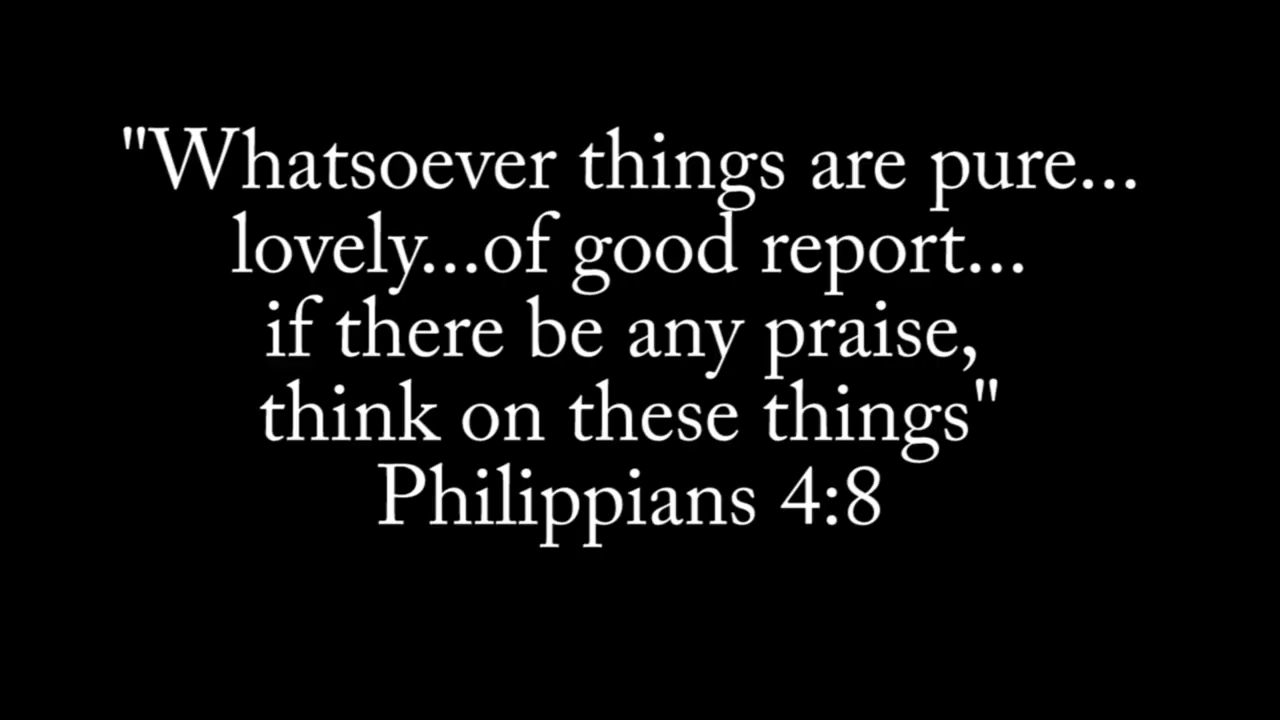 "Whatsoever things are pure...
lovely...of good report...
if there be any praise,
think on these things"
Philippians 4:8